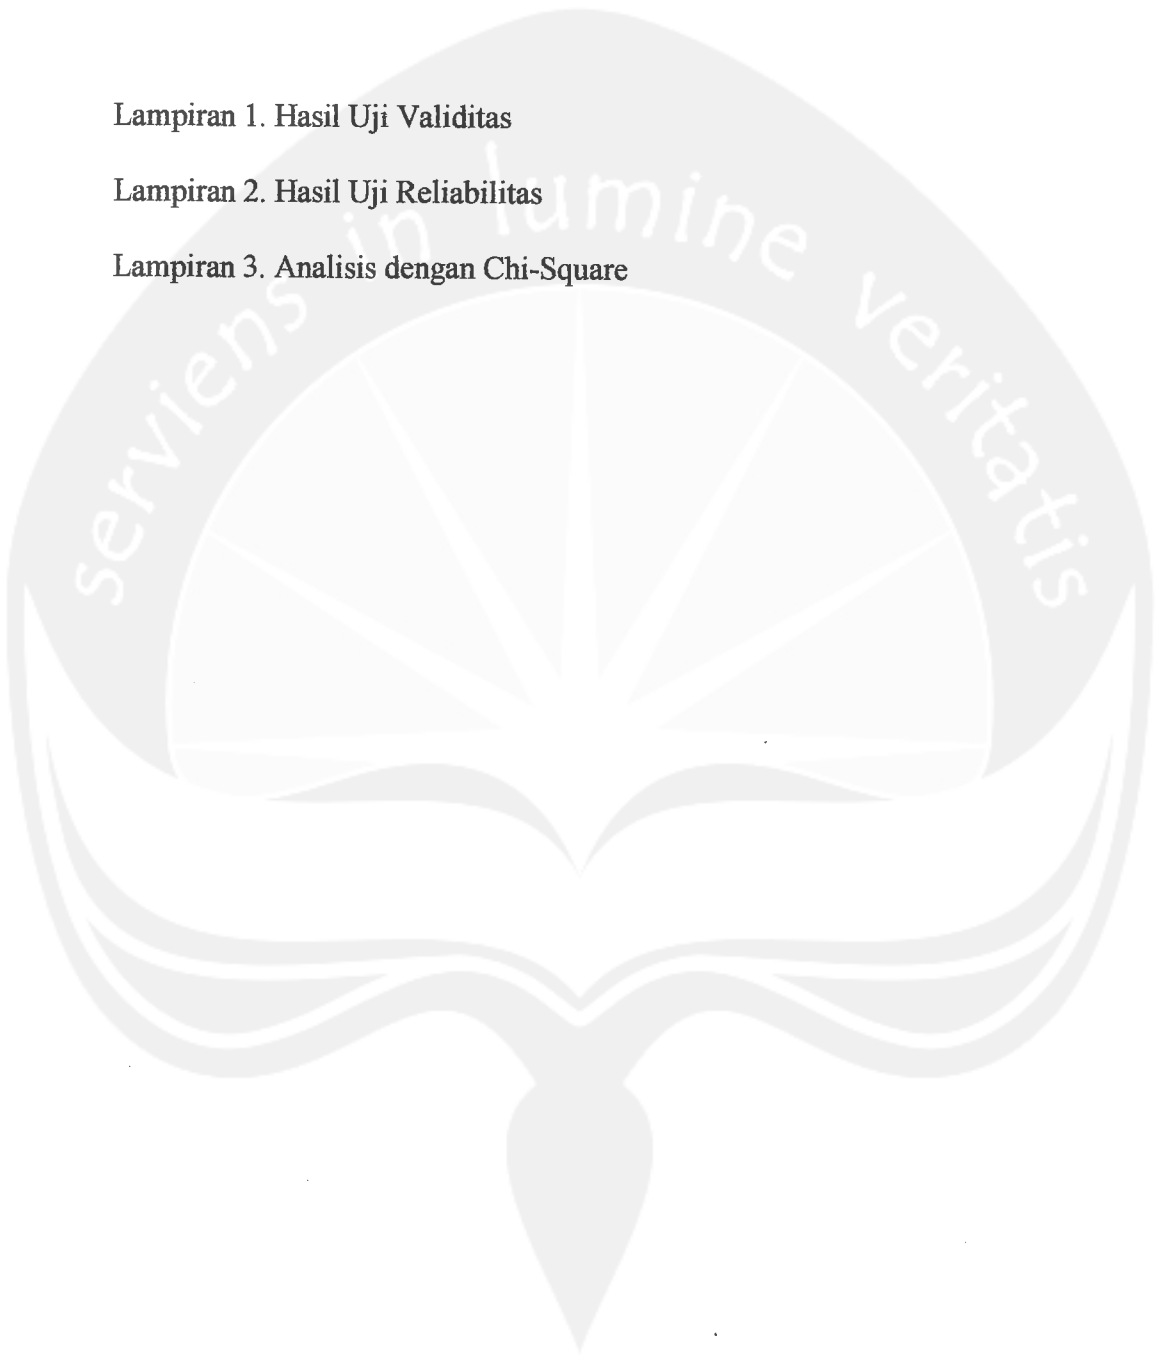 Lampiran 1. Hasil Uji Validitas
Lampiran 2. Hasil Uji Reliabilitas
Lampiran 3. Analisis dengan Chi-Square
serviens in lumine veritatis